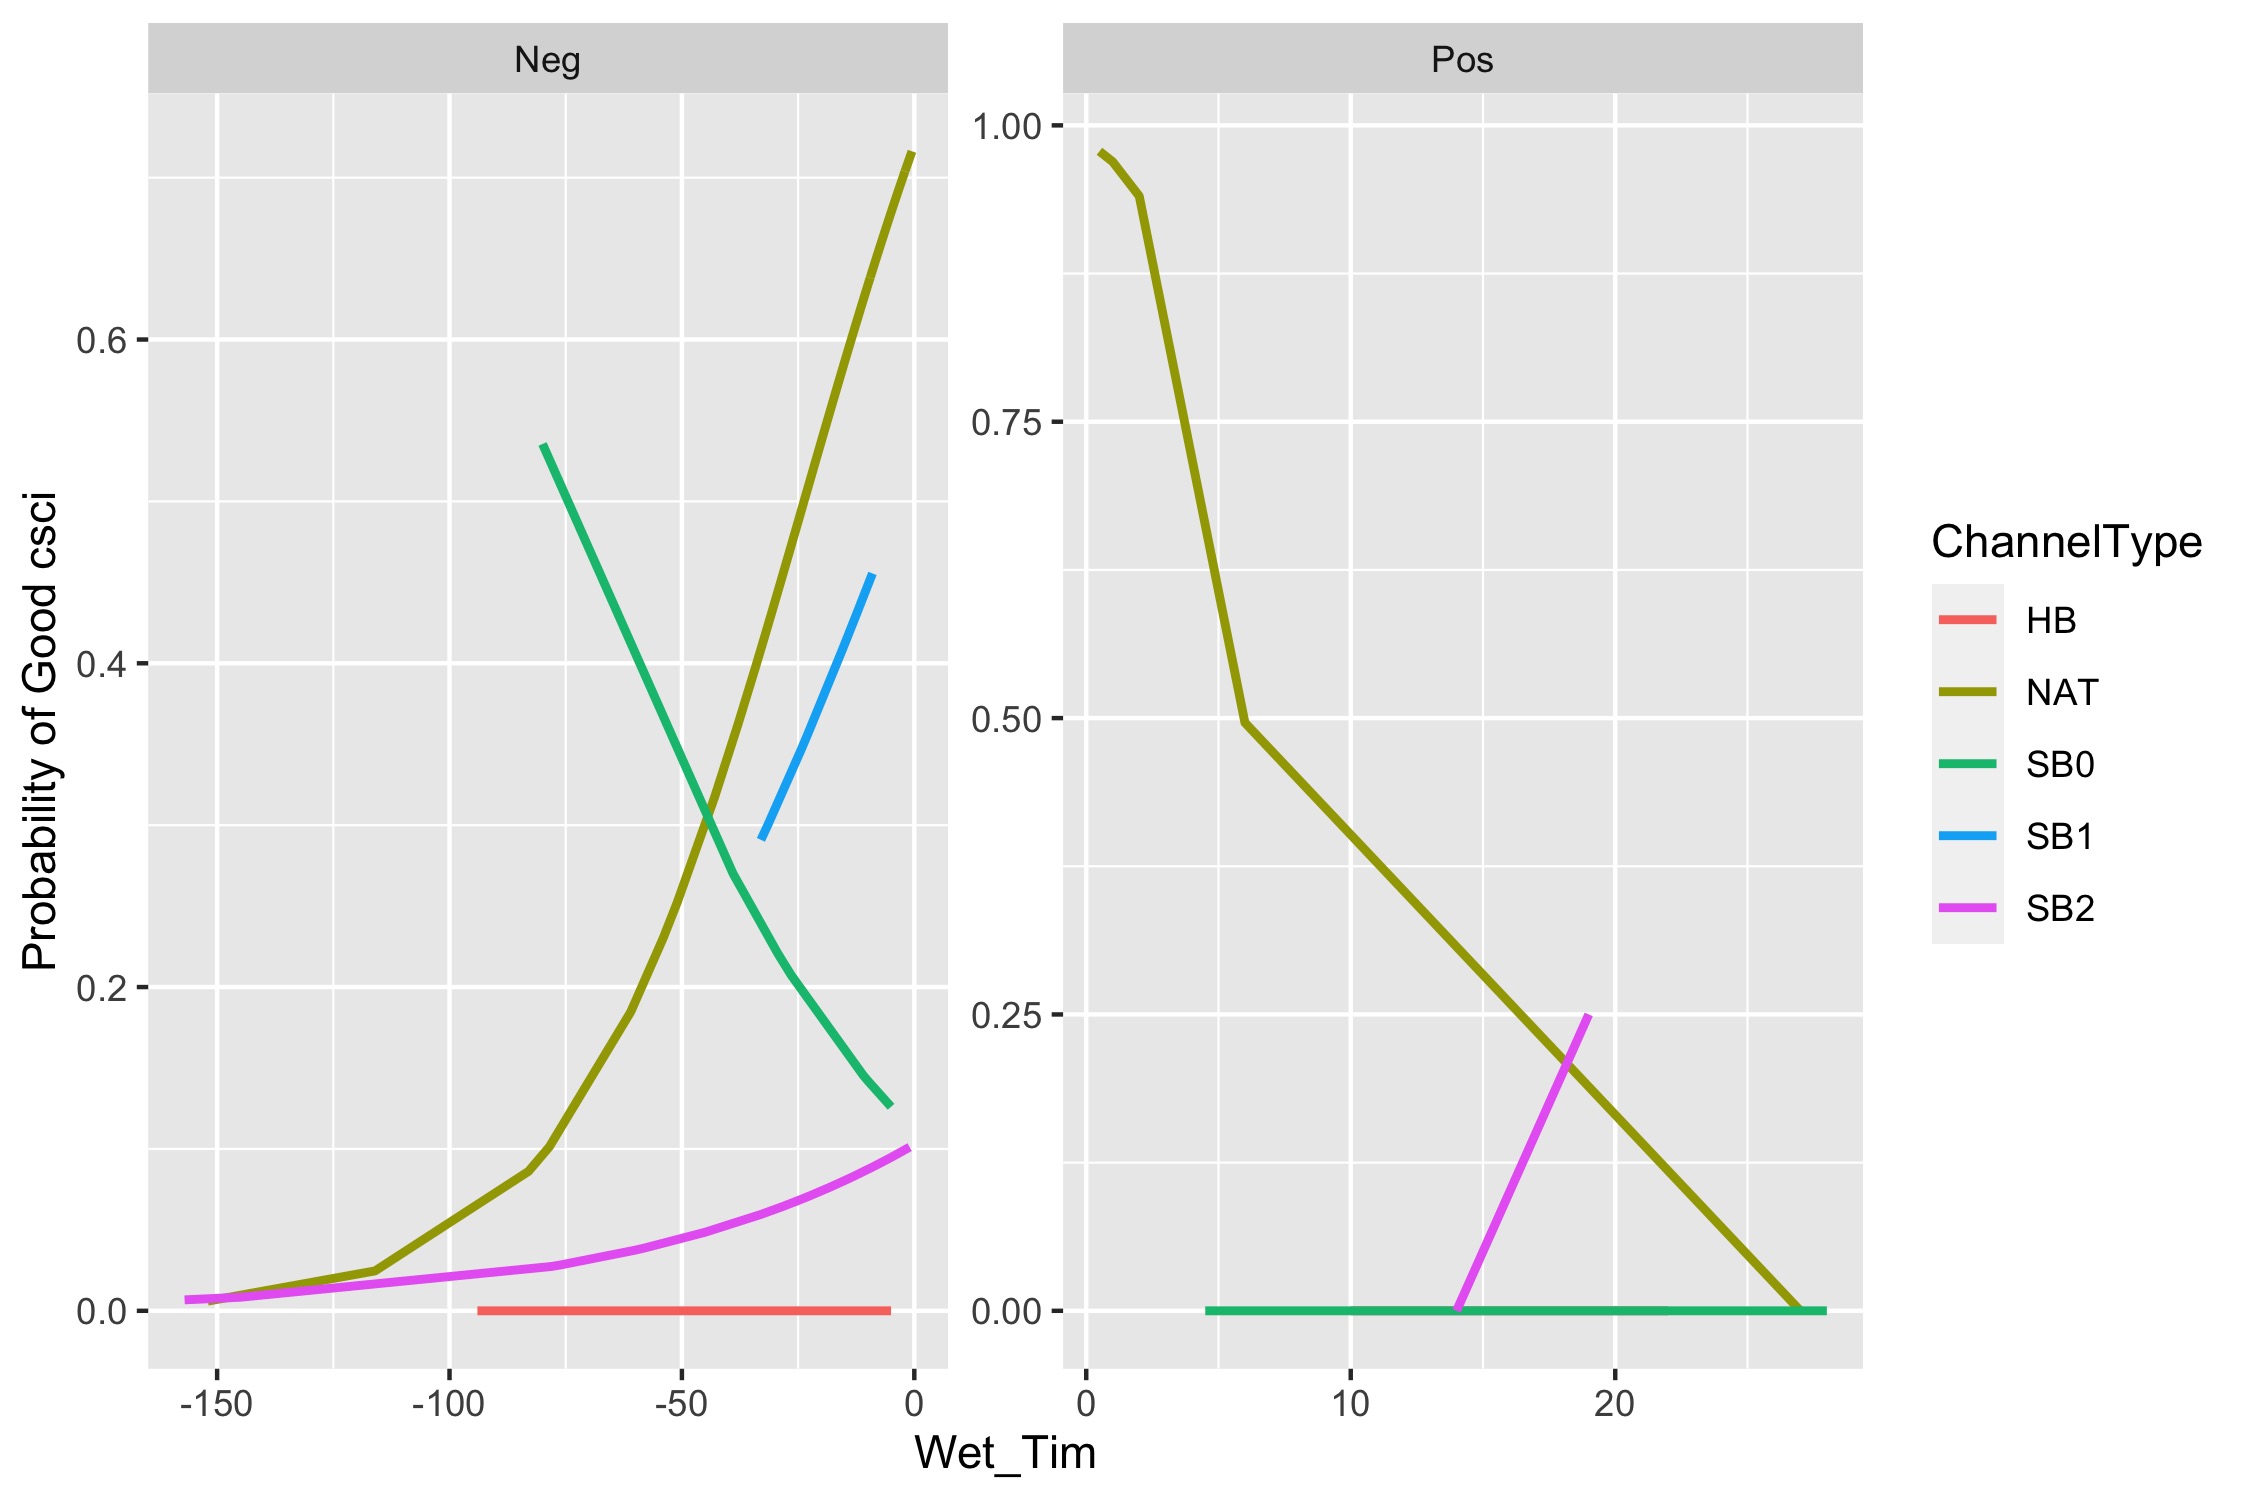 Neg
Pos
Probability of Good csci
0.6
0.4
0.2
0.0
1.00
0.75
0.50
0.25
0.00
-150 -100 -50 0
0 10 20
Wet_Tim
ChannelType
HB
NAT
SB0
SB1
SB2